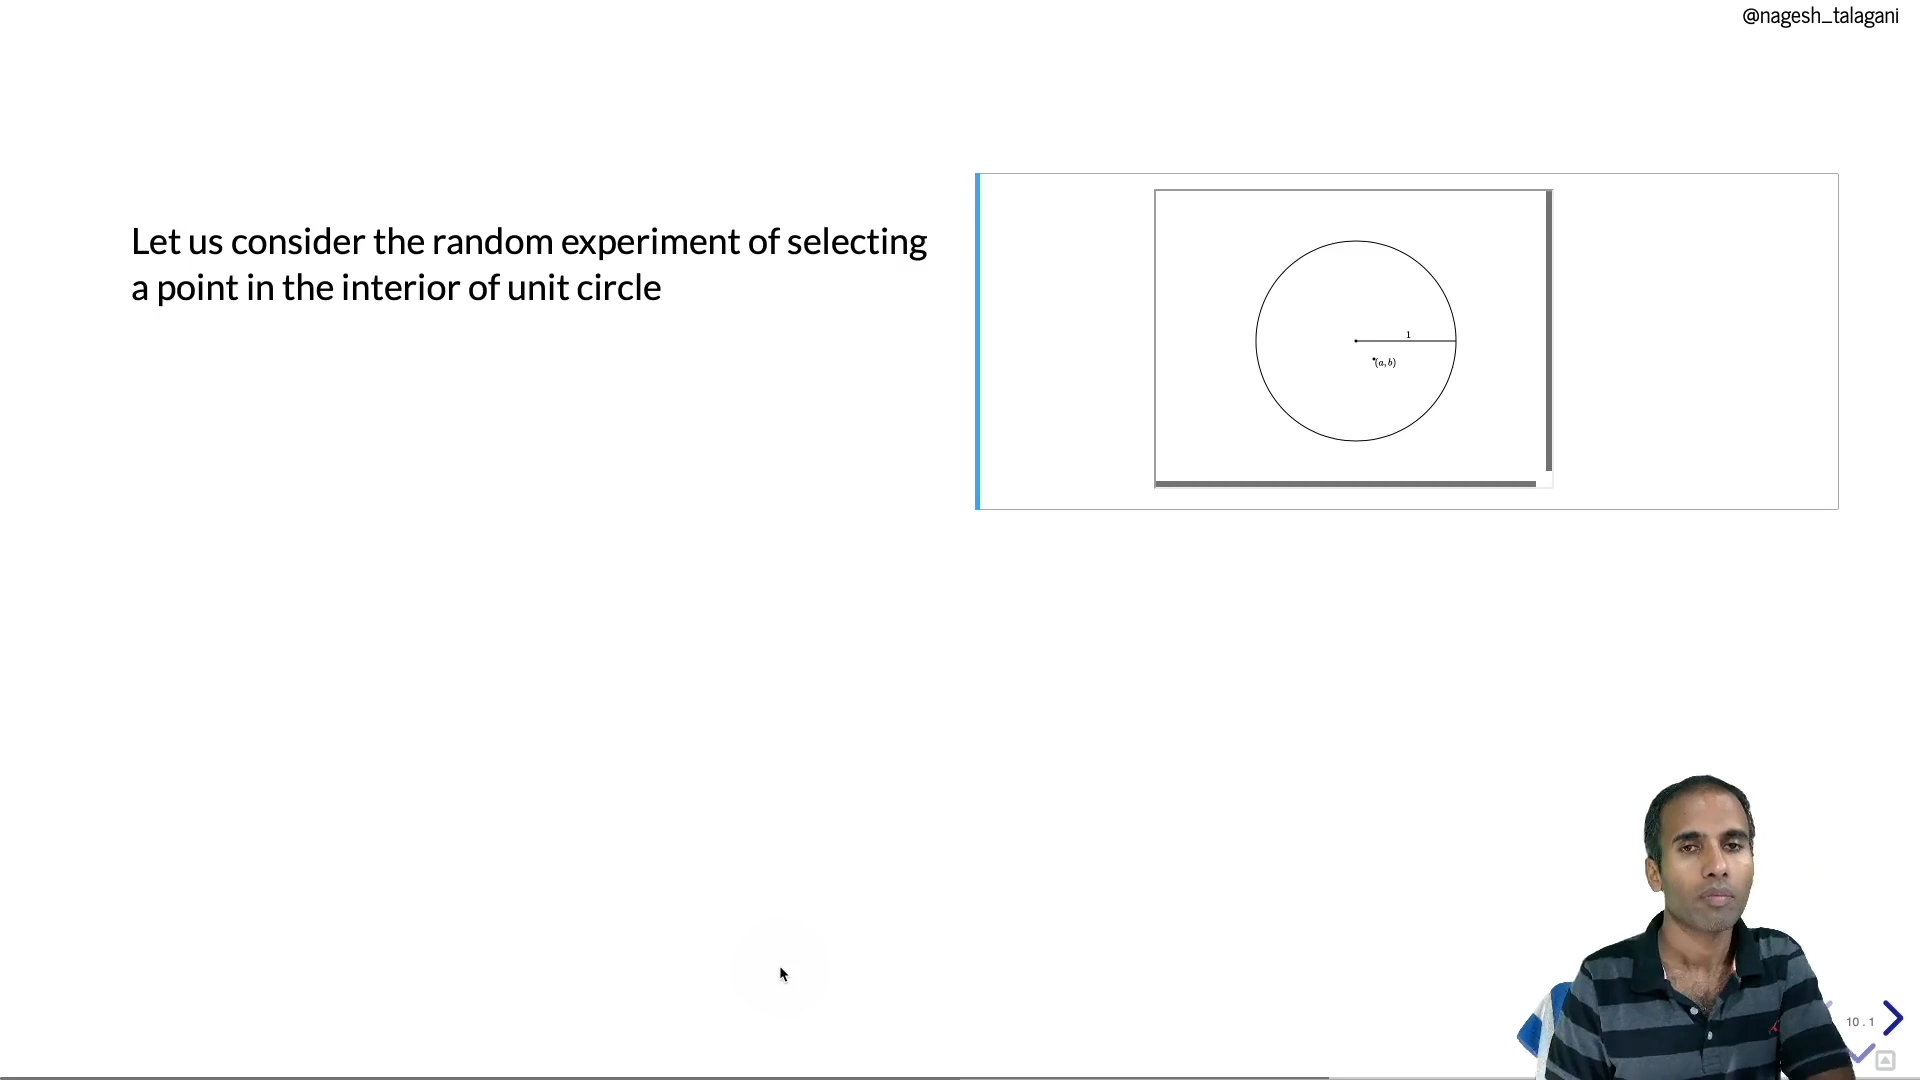 @nagesh_talagani
Let us consider the random experiment of selecting
a point in the interior of unit circle
1
(a, b)
10 . 1